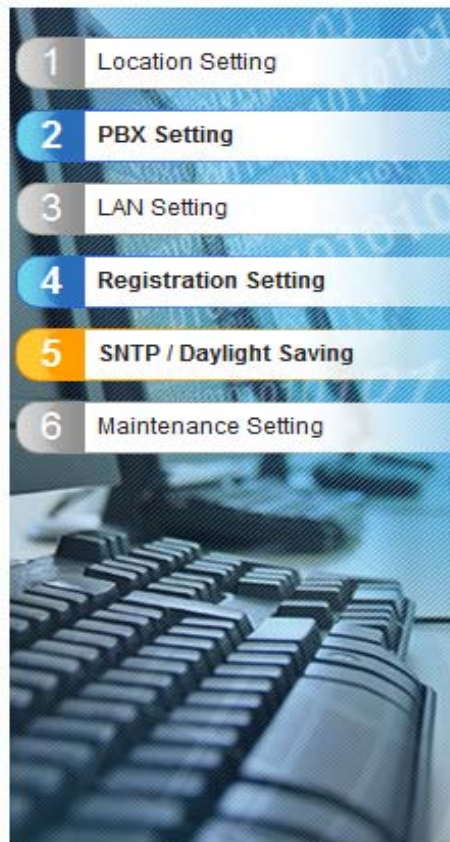 1 Location Setting
2 PBX Setting
3 LAN Setting
4 Registration Setting
5 SNTP / Daylight Saving
6 Maintenance Setting